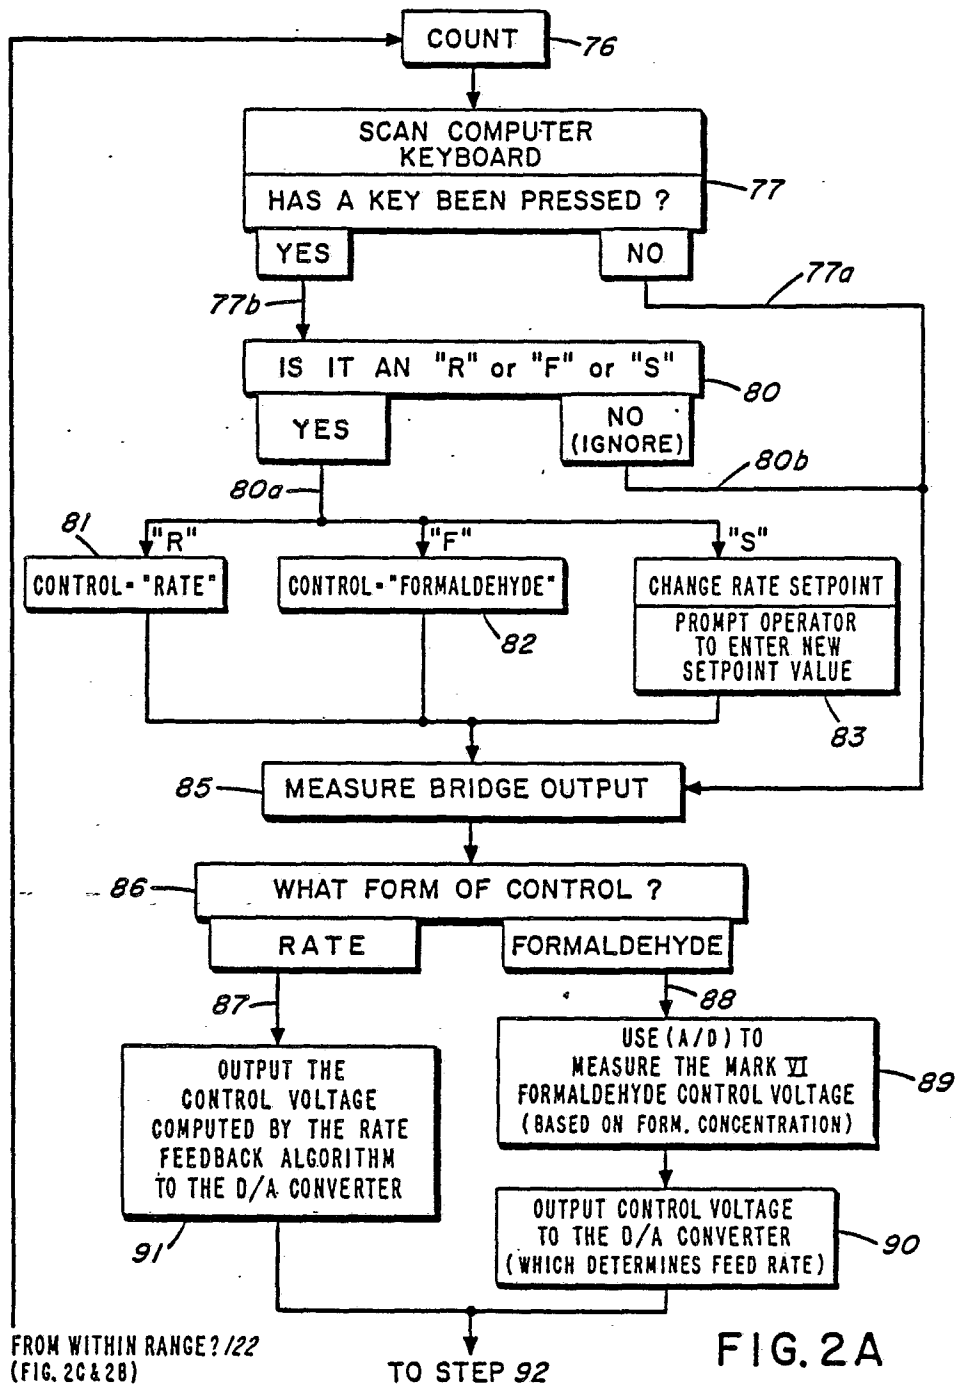 COUNT
76
SCAN COMPUTER
KEYBOARD
HAS A KEY BEEN PRESSED ?
77
YES
NO
77b
77a
IS IT AN "R" or "F" or "S"
80
YES
NO
(IGNORE)
80a
80b
81
"R"
"F"
"S"
CONTROL = "RATE"
CONTROL = "FORMALDEHYDE"
82
CHANGE RATE SETPOINT
PROMPT OPERATOR
TO ENTER NEW
SETPOINT VALUE
83
85
MEASURE BRIDGE OUTPUT
86
WHAT FORM OF CONTROL ?
RATE
FORMALDEHYDE
87
88
OUTPUT THE
CONTROL VOLTAGE
COMPUTED BY THE RATE
FEEDBACK ALGORITHM
TO THE D/A CONVERTER
91
USE (A/D) TO
MEASURE THE MARK VI
FORMALDEHYDE CONTROL VOLTAGE
(BASED ON FORM. CONCENTRATION)
89
OUTPUT CONTROL VOLTAGE
TO THE D/A CONVERTER
(WHICH DETERMINES FEED RATE)
90
FROM WITHIN RANGE? 122
(FIG. 2C & 2B)
TO STEP 92
FIG. 2A